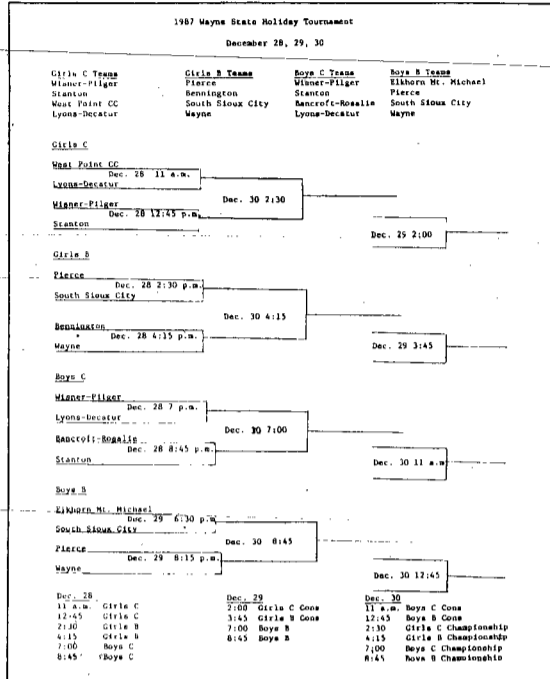 1987 Wayne State Holiday Tournament
December 28, 29, 30
Girls C Teams Girls B Teams Boys C Teams Boys B Teams
Wisner-Pilger Pierce Wisner-Pilger Elkhorn Mt. Michael
Stanton Bennington Stanton Pierce
West Point CC South Sioux City Bancroft-Rosalie South Sioux City
Lyons-Decatur Wayne Lyons-Decatur Wayne
Girls C
West Point CC
Dec. 28 11 a.m.
Lyons-Decatur
Dec. 30 2:30
Wisner-Pilger
Dec. 28 12:45 p.m.
Stanton
Dec. 29 2:00
Girls B
Pierce
Dec. 28 2:30 p.m.
South Sioux City
Dec. 30 4:15
Bennington
Dec. 28 4:15 p.m.
Wayne
Dec. 29 3:45
Boys C
Wisner-Pilger
Dec. 28 7 p.m.
Lyons-Decatur
Dec. 30 7:00
Bancroft-Rosalie
Dec. 28 8:45 p.m.
Stanton
Dec. 30 11 a.m
Boys B
Elkhorn Mt. Michael
Dec. 29 6:30 p.m
South Sioux City
Dec. 30 8:45
Pierce
Dec. 29 8:15 p.m.
Wayne
Dec. 30 12:45
Dec. 28 Dec. 29 Dec. 30
11 a.m. Girls C 2:00 Girls C Cons 11 a.m. Boys C Cons
12:45 Girls C 3:45 Girls B Cons 12:45 Boys B Cons
2:30 Girls B 7:00 Boys B 2:30 Girls C Championship
4:15 Girls B 8:45 Boys B 4:15 Girls B Championship
7:00 Boys C 7:00 Boys C Championship
8:45 Boys C 8:45 Boys B Championship